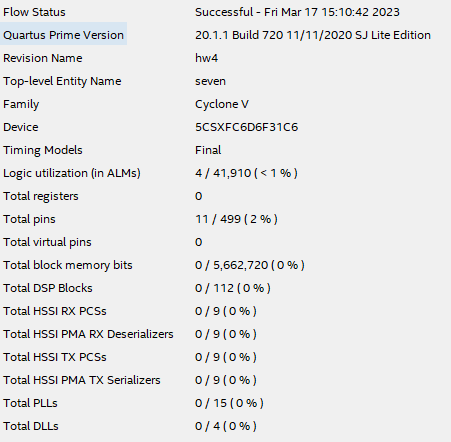 Flow Status Successful - Fri Mar 17 15:10:42 2023
Quartus Prime Version 20.1.1 Build 720 11/11/2020 SJ Lite Edition
Revision Name hw4
Top-level Entity Name seven
Family Cyclone V
Device 5CSXFC6D6F31C6
Timing Models Final
Logic utilization (in ALMs) 4 / 41,910 ( < 1 % )
Total registers 0
Total pins 11 / 499 ( 2 % )
Total virtual pins 0
Total block memory bits 0 / 5,662,720 ( 0 % )
Total DSP Blocks 0 / 112 ( 0 % )
Total HSSI RX PCSs 0 / 9 ( 0 % )
Total HSSI PMA RX Deserializers 0 / 9 ( 0 % )
Total HSSI TX PCSs 0 / 9 ( 0 % )
Total HSSI PMA TX Serializers 0 / 9 ( 0 % )
Total PLLs 0 / 15 ( 0 % )
Total DLLs 0 / 4 ( 0 % )